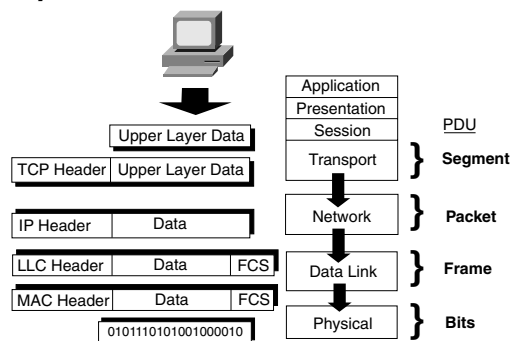 Application
Presentation
Session
PDU
Upper Layer Data
TCP Header Upper Layer Data
Transport
Segment
IP Header Data
Network
Packet
LLC Header Data FCS
Data Link
Frame
MAC Header Data FCS
0101110101001000010
Physical
Bits